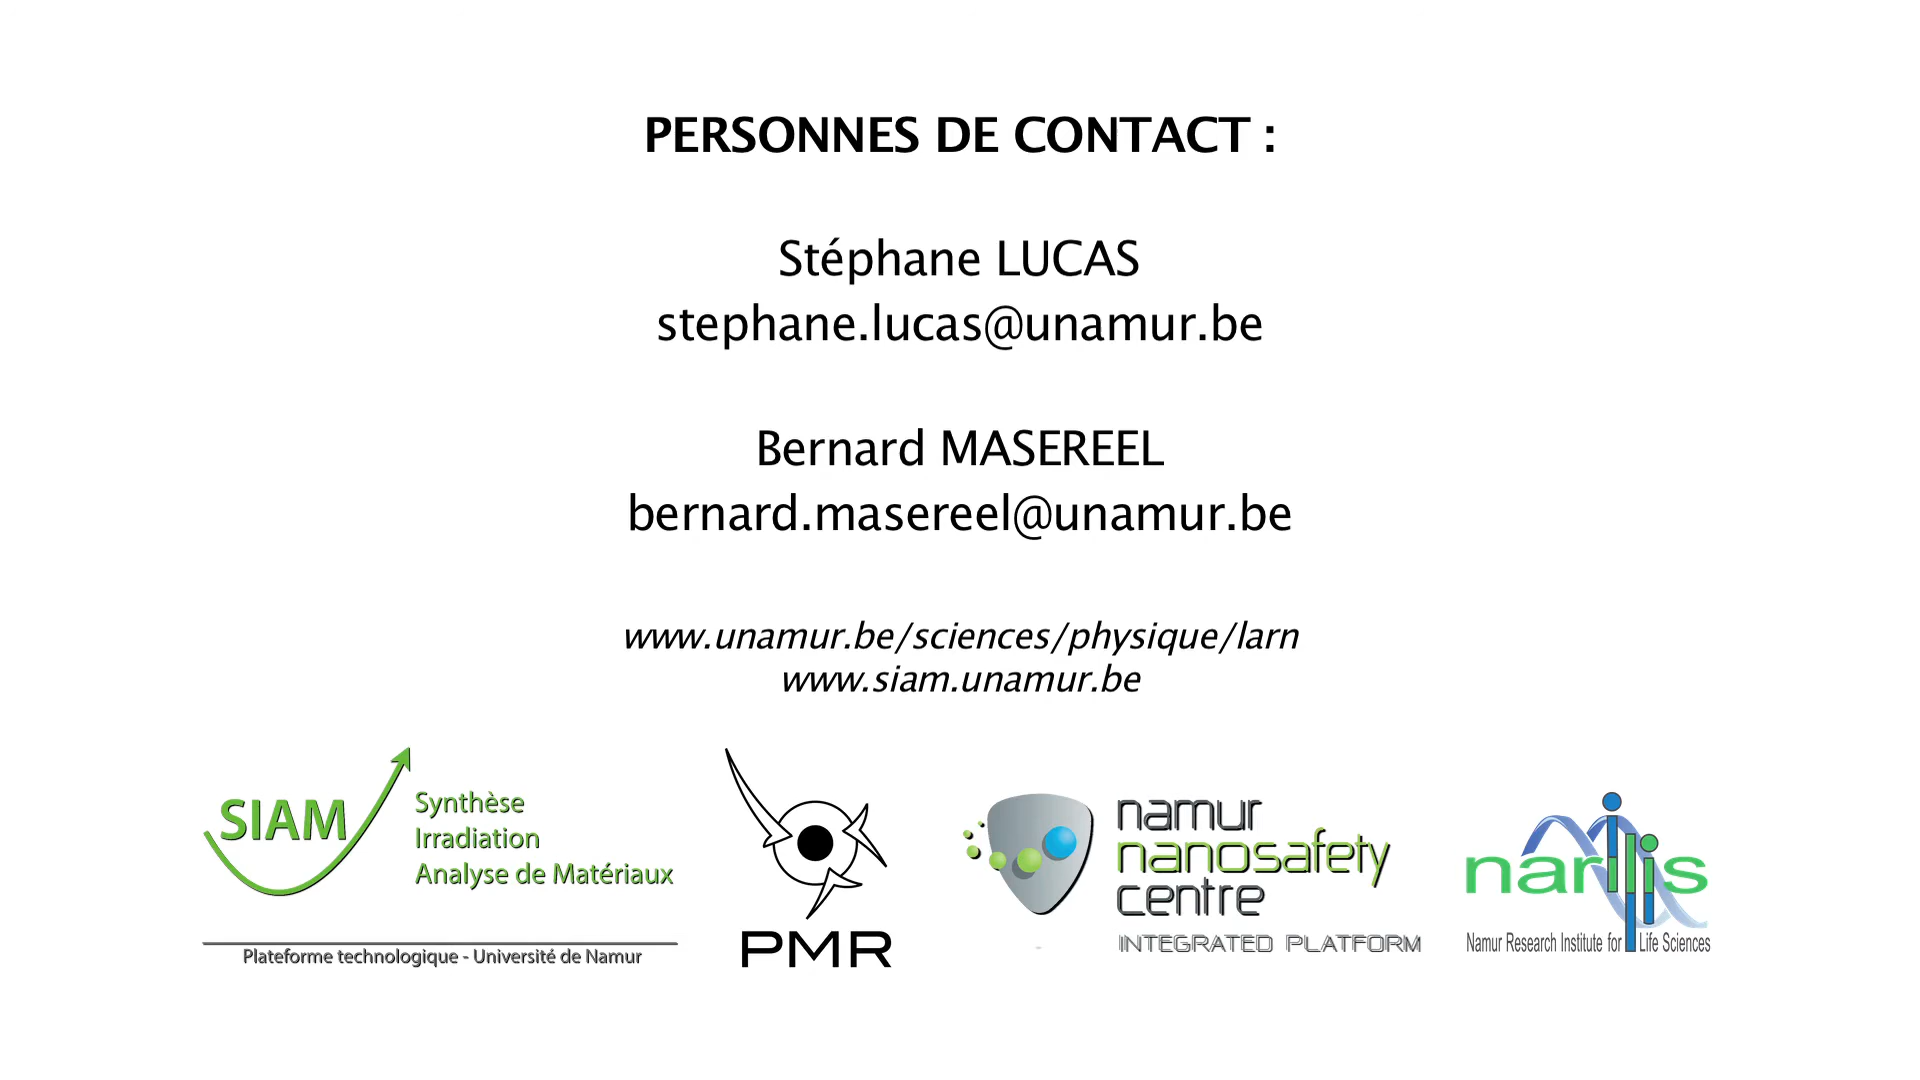 PERSONNES DE CONTACT :
Stéphane LUCAS
stephane.lucas@unamur.be
Bernard MASEREEL
bernard.masereel@unamur.be
www.unamur.be/sciences/physique/larn
www.siam.unamur.be
SIAM
Synthèse
Irradiation
Analyse de Matériaux
Plateforme technologique - Université de Namur
PMR
namur
nanosafety
centre
INTEGRATED PLATFORM
narilis
Namur Research Institute for Life Sciences